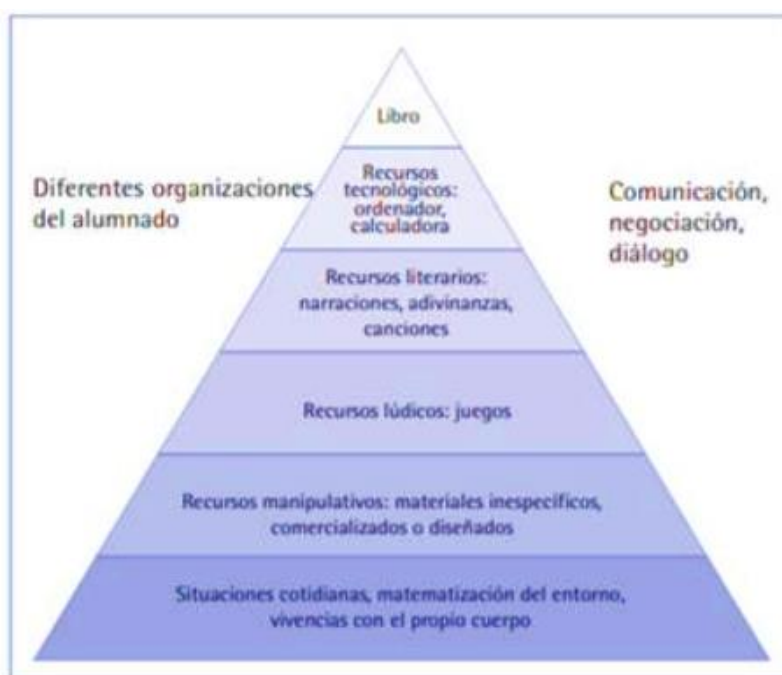 Libro
Recursos
tecnológicos:
ordenador,
calculadora
Diferentes organizaciones
del alumnado
Comunicación,
negociación,
diálogo
Recursos literarios:
narraciones, adivinanzas,
canciones
Recursos lúdicos: juegos
Recursos manipulativos: materiales inespecíficos,
comercializados o diseñados
Situaciones cotidianas, matematización del entorno,
vivencias con el propio cuerpo